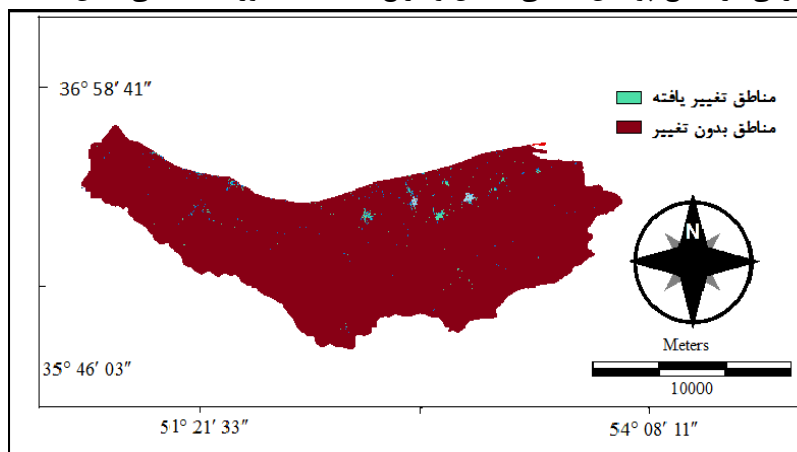 36° 58′ 41″
مناطق تغییر یافته
مناطق بدون تغییر
N
Meters
10000
35° 46′ 03″
51° 21′ 33″
54° 08′ 11″